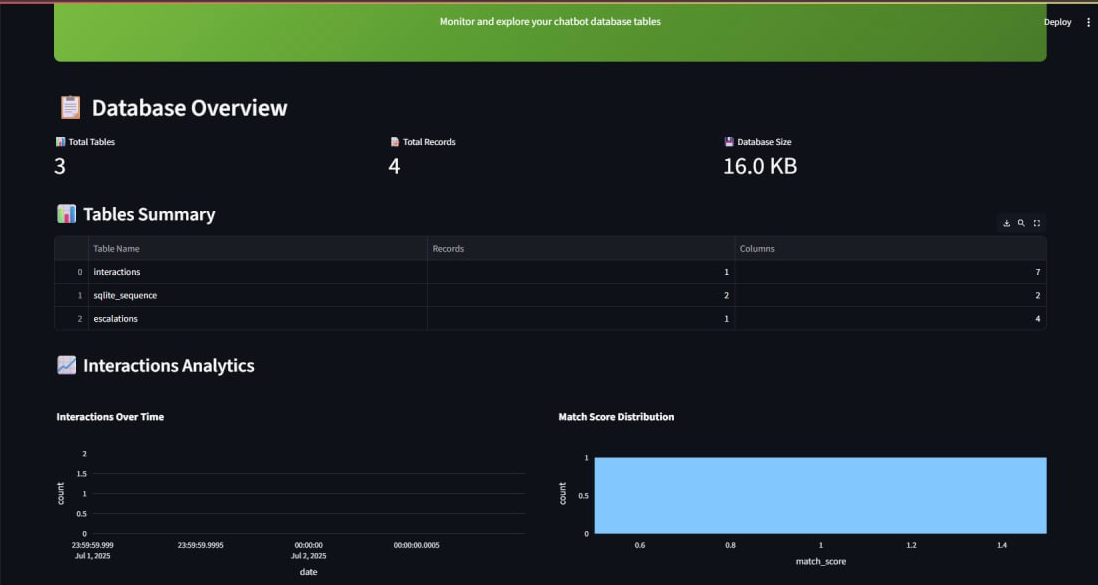 Monitor and explore your chatbot database tables
Deploy
Database Overview
Total Tables
Total Records
Database Size
3
4
16.0 KB
Tables Summary
Table Name Records Columns
0 interactions 1 7
1 sqlite_sequence 2 2
2 escalations 1 4
Interactions Analytics
Interactions Over Time
2
1.5
1
0.5
0
count
23:59:59.999 23:59:59.9995 00:00:00 00:00:00.0005
Jul 1, 2025 Jul 2, 2025
date
Match Score Distribution
1
0.5
0
count
0.6 0.8 1 1.2 1.4
match_score